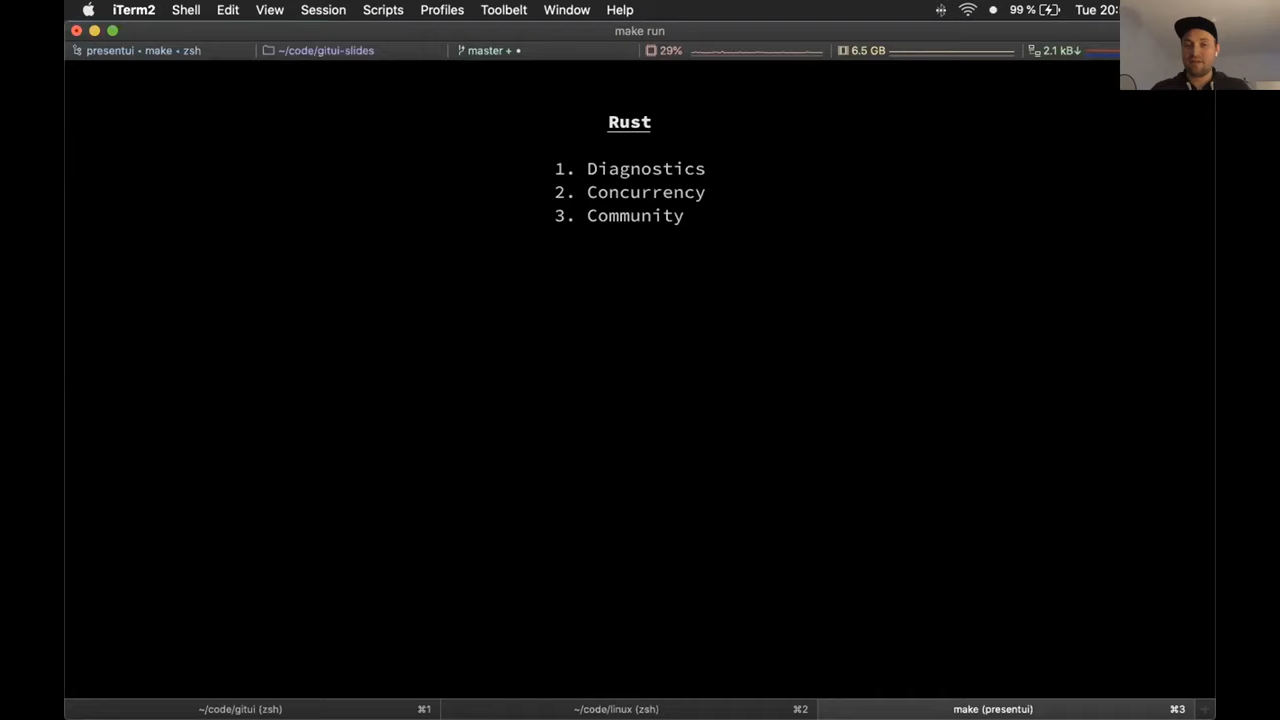 iTerm2 Shell Edit View Session Scripts Profiles Toolbelt Window Help 99 % Tue 20:
make run
presentui • make • zsh ~/code/gitui-slides master + • 29% 6.5 GB 2.1 kB↓
Rust
1. Diagnostics
2. Concurrency
3. Community
~/code/gitui (zsh) ⌘1 ~/code/linux (zsh) ⌘2 make (presentui) ⌘3